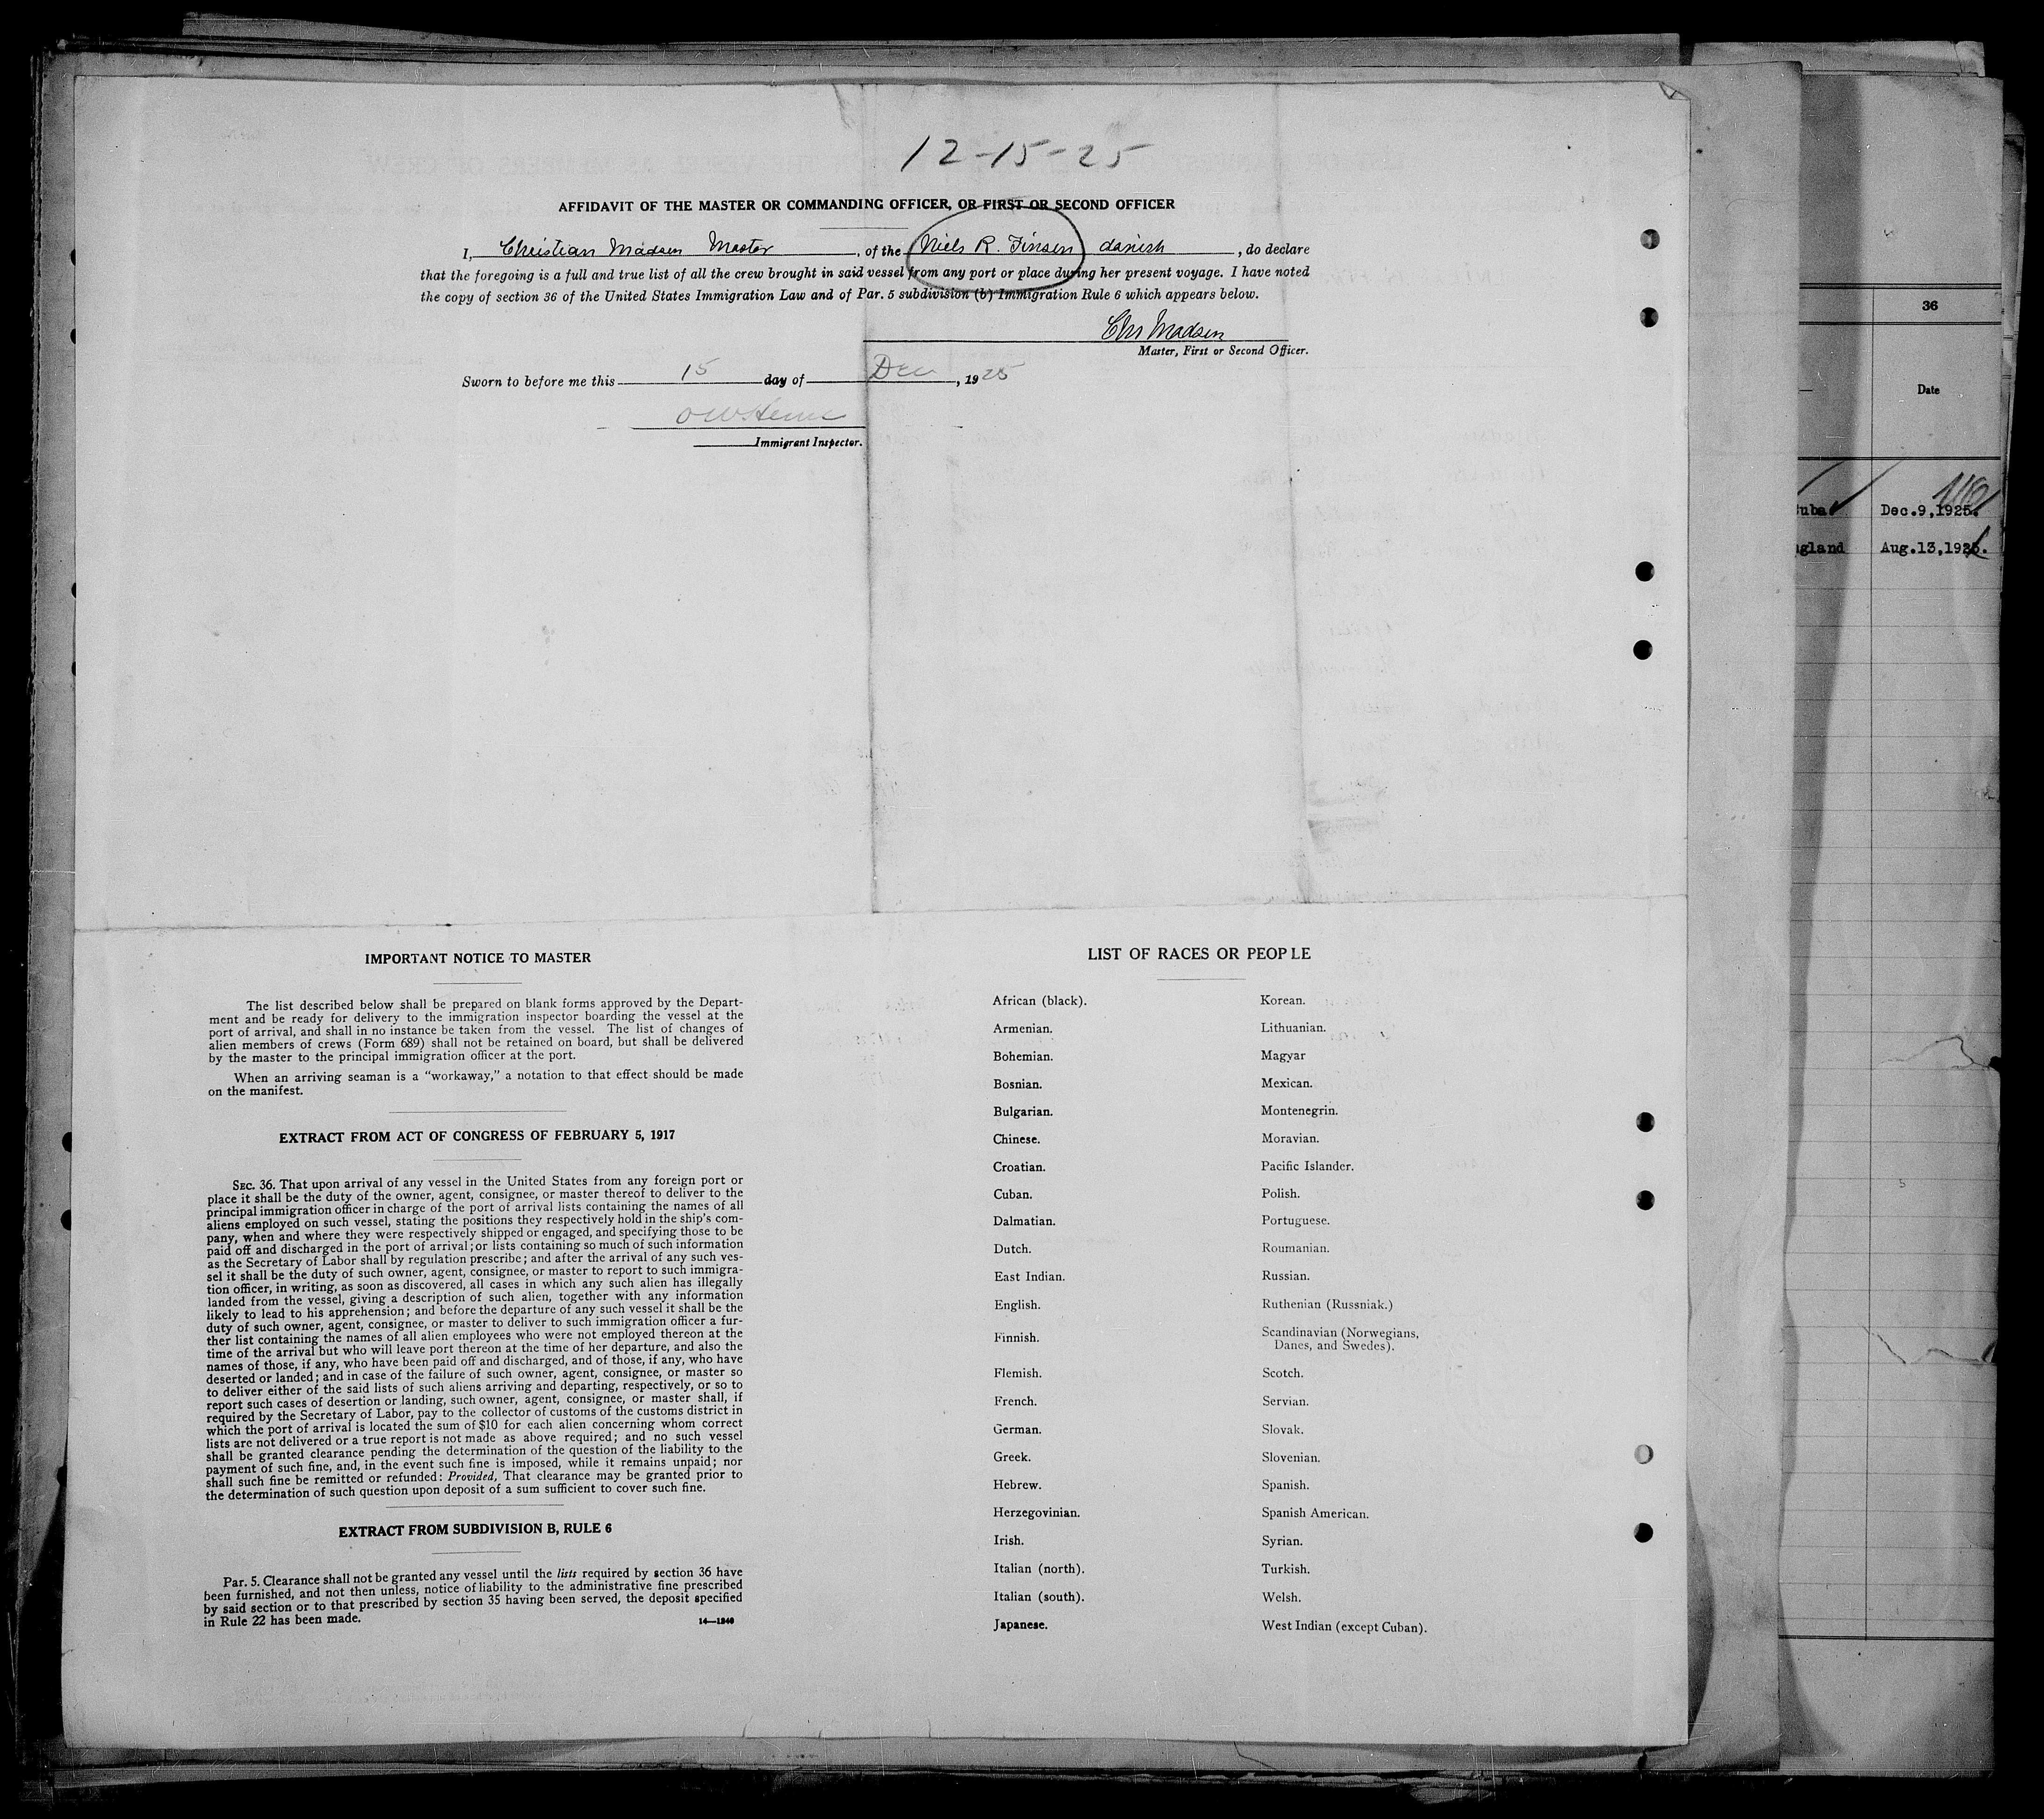 12-15-25
AFFIDAVIT OF THE MASTER OR COMMANDING OFFICER, OR FIRST OR SECOND OFFICER
I, Christian Madsen Master, of the Niels R. Finsen danish, do declare
that the foregoing is a full and true list of all the crew brought in said vessel from any port or place during her present voyage. I have noted
the copy of section 36 of the United States Immigration Law and of Par. 5 subdivision (b) Immigration Rule 6 which appears below.
Chr Madsen
Master, First or Second Officer.
Sworn to before me this 15 day of Dec, 1925
Immigrant Inspector.
IMPORTANT NOTICE TO MASTER
The list described below shall be prepared on blank forms approved by the Depart-
ment and be ready for delivery to the immigration inspector boarding the vessel at the
port of arrival, and shall in no instance be taken from the vessel. The list of changes of
alien members of crews (Form 689) shall not be retained on board, but shall be delivered
by the master to the principal immigration officer at the port.
When an arriving seaman is a "workaway," a notation to that effect should be made
on the manifest.
EXTRACT FROM ACT OF CONGRESS OF FEBRUARY 5, 1917
SEC. 36. That upon arrival of any vessel in the United States from any foreign port or
place it shall be the duty of the owner, agent, consignee, or master thereof to deliver to the
principal immigration officer in charge of the port of arrival lists containing the names of all
aliens employed on such vessel, stating the positions they respectively hold in the ship's com-
pany, when and where they were respectively shipped or engaged, and specifying those to be
paid off and discharged in the port of arrival; or lists containing so much of such information
as the Secretary of Labor shall by regulation prescribe; and after the arrival of any such ves-
sel it shall be the duty of such owner, agent, consignee, or master to report to such immigra-
tion officer, in writing, as soon as discovered, all cases in which any such alien has illegally
landed from the vessel, giving a description of such alien, together with any information
likely to lead to his apprehension; and before the departure of any such vessel it shall be the
duty of such owner, agent, consignee, or master to deliver to such immigration officer a fur-
ther list containing the names of all alien employees who were not employed thereon at the
time of the arrival but who will leave port thereon at the time of her departure, and also the
names of those, if any, who have been paid off and discharged, and of those, if any, who have
deserted or landed; and in case of the failure of such owner, agent, consignee, or master so
to deliver either of the said lists of such aliens arriving and departing, respectively, or so to
report such cases of desertion or landing, such owner, agent, consignee, or master shall, if
required by the Secretary of Labor, pay to the collector of customs of the customs district in
which the port of arrival is located the sum of $10 for each alien concerning whom correct
lists are not delivered or a true report is not made as above required; and no such vessel
shall be granted clearance pending the determination of the question of the liability to the
payment of such fine, and, in the event such fine is imposed, while it remains unpaid; nor
shall such fine be remitted or refunded: Provided, That clearance may be granted prior to
the determination of such question upon deposit of a sum sufficient to cover such fine.
EXTRACT FROM SUBDIVISION B, RULE 6
Par. 5. Clearance shall not be granted any vessel until the lists required by section 36 have
been furnished, and not then unless, notice of liability to the administrative fine prescribed
by said section or to that prescribed by section 35 having been served, the deposit specified
in Rule 22 has been made.
14—1240
LIST OF RACES OR PEOPLE
African (black).
Armenian.
Bohemian.
Bosnian.
Bulgarian.
Chinese.
Croatian.
Cuban.
Dalmatian.
Dutch.
East Indian.
English.
Finnish.
Flemish.
French.
German.
Greek.
Hebrew.
Herzegovinian.
Irish.
Italian (north).
Italian (south).
Japanese.
Korean.
Lithuanian.
Magyar
Mexican.
Montenegrin.
Moravian.
Pacific Islander.
Polish.
Portuguese.
Roumanian.
Russian.
Ruthenian (Russniak.)
Scandinavian (Norwegians,
Danes, and Swedes).
Scotch.
Servian.
Slovak.
Slovenian.
Spanish.
Spanish American.
Syrian.
Turkish.
Welsh.
West Indian (except Cuban).
36
Date
uba Dec.9,1925.
gland Aug.13,1925.
5